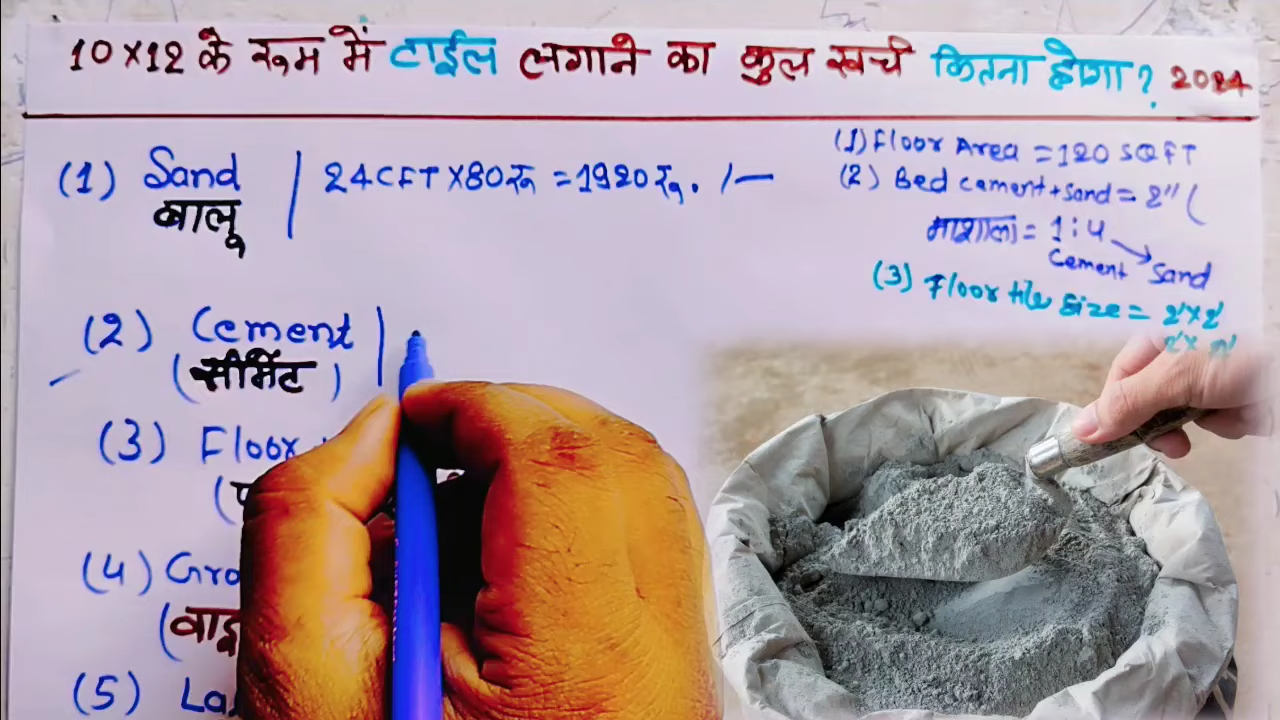 10×12 के रूम में टाईल लगाने का कुल खर्च कितना होगा? 2024
(1) Sand | 24CFT×80रू =1920रू. /—
बालू
(2) Cement |
(सीमिंट)
(3) Floor
(4) Gro
(वाइ
(5) La
(1) Floor Area =120 SQFT
(2) Bed cement+sand = 2" (
माशाला = 1:4
Cement Sand
(3) Floor tile Size = 2'×2'